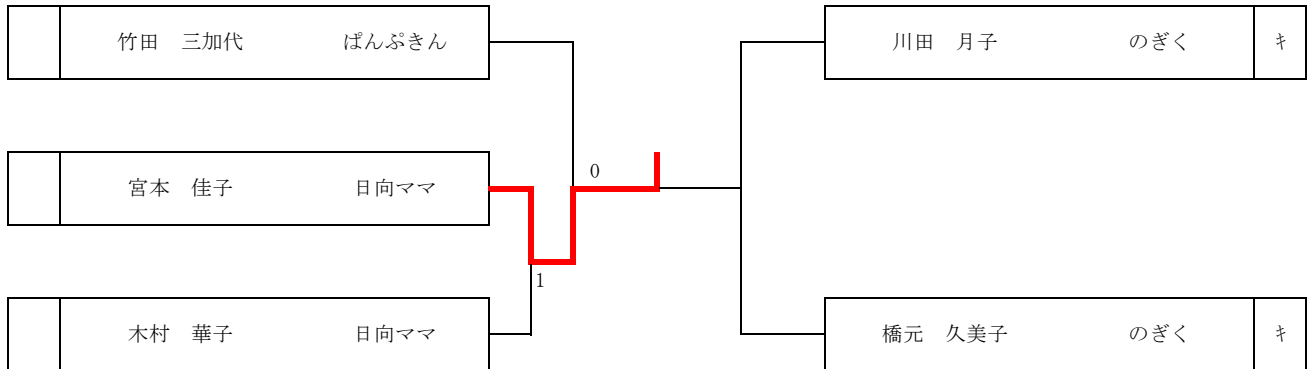 竹田　三加代　ぱんぷきん
川田　月子　のぎく　ｷ
0
宮本　佳子　日向ママ
1
木村　華子　日向ママ
橋元　久美子　のぎく　ｷ